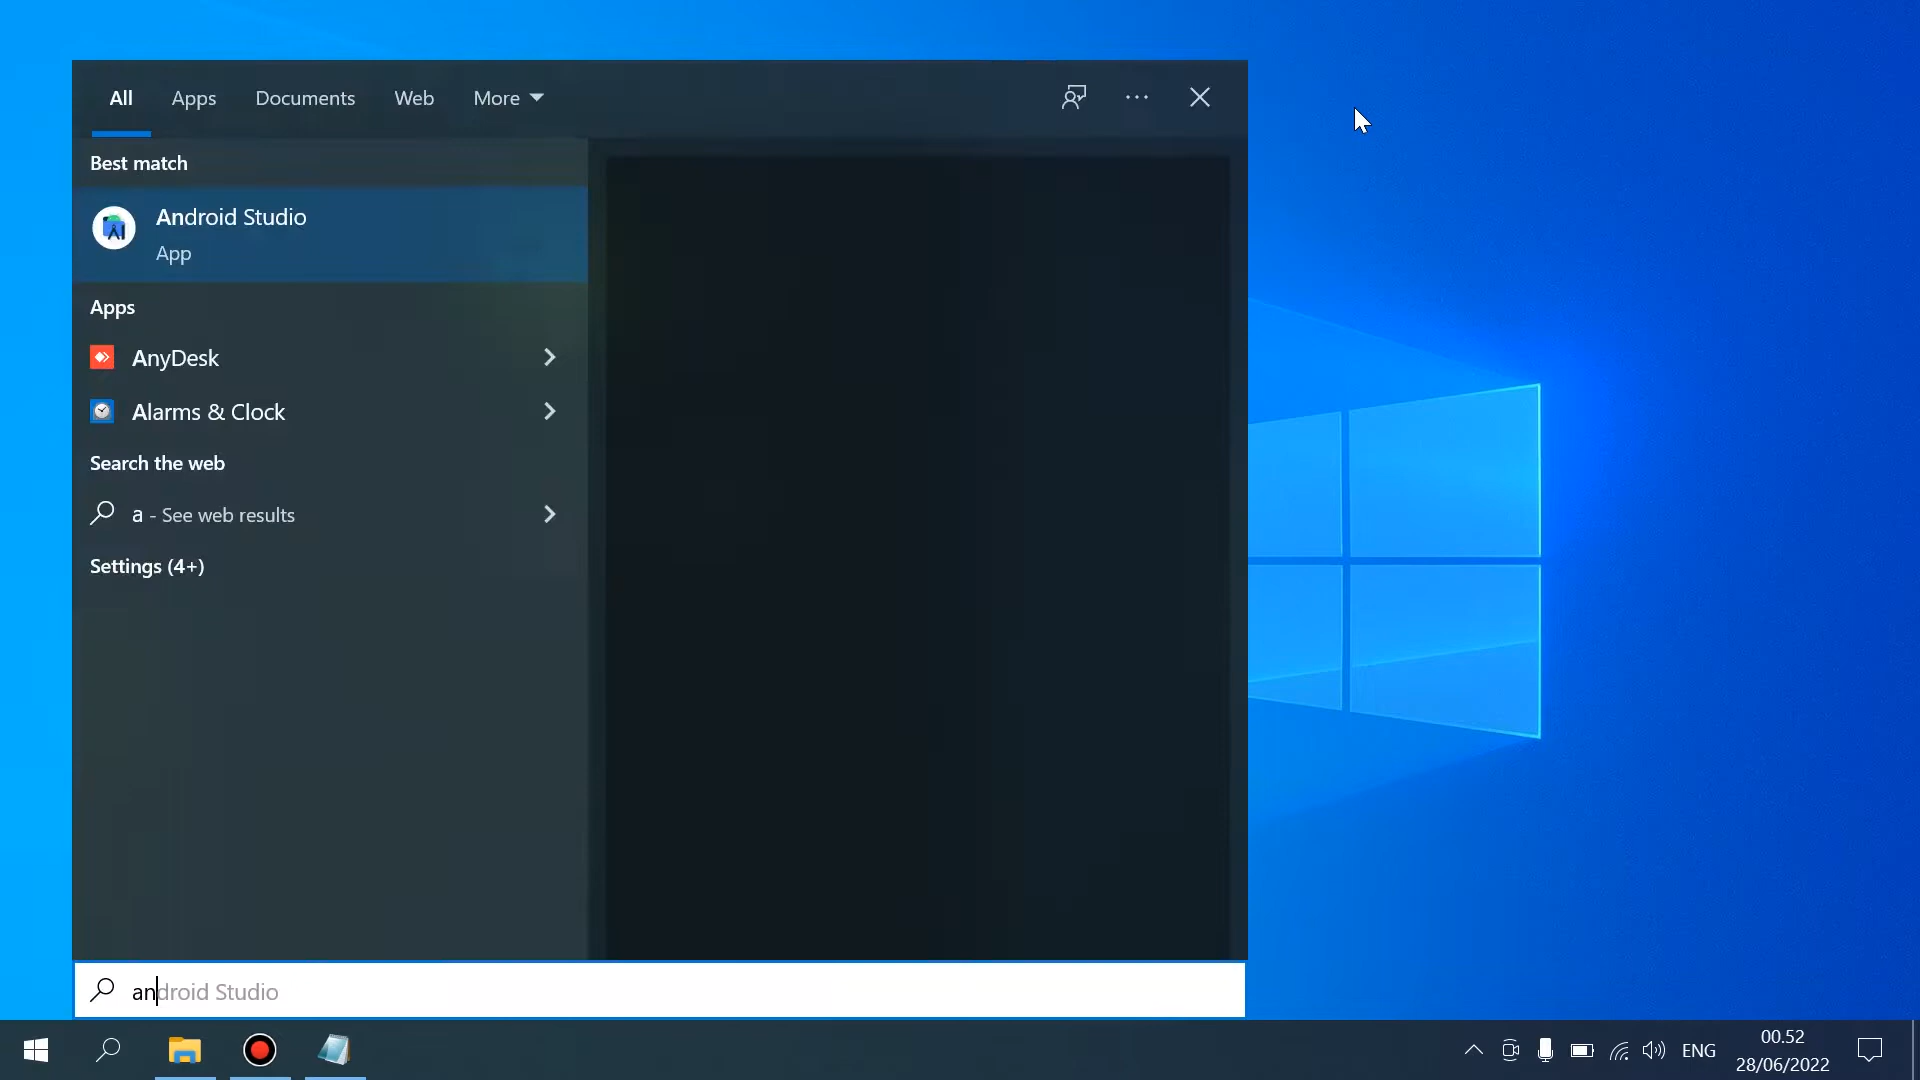 All Apps Documents Web More
Best match
Android Studio
App
Apps
AnyDesk
Alarms & Clock
Search the web
a - See web results
Settings (4+)
android Studio
ENG
00.52
28/06/2022